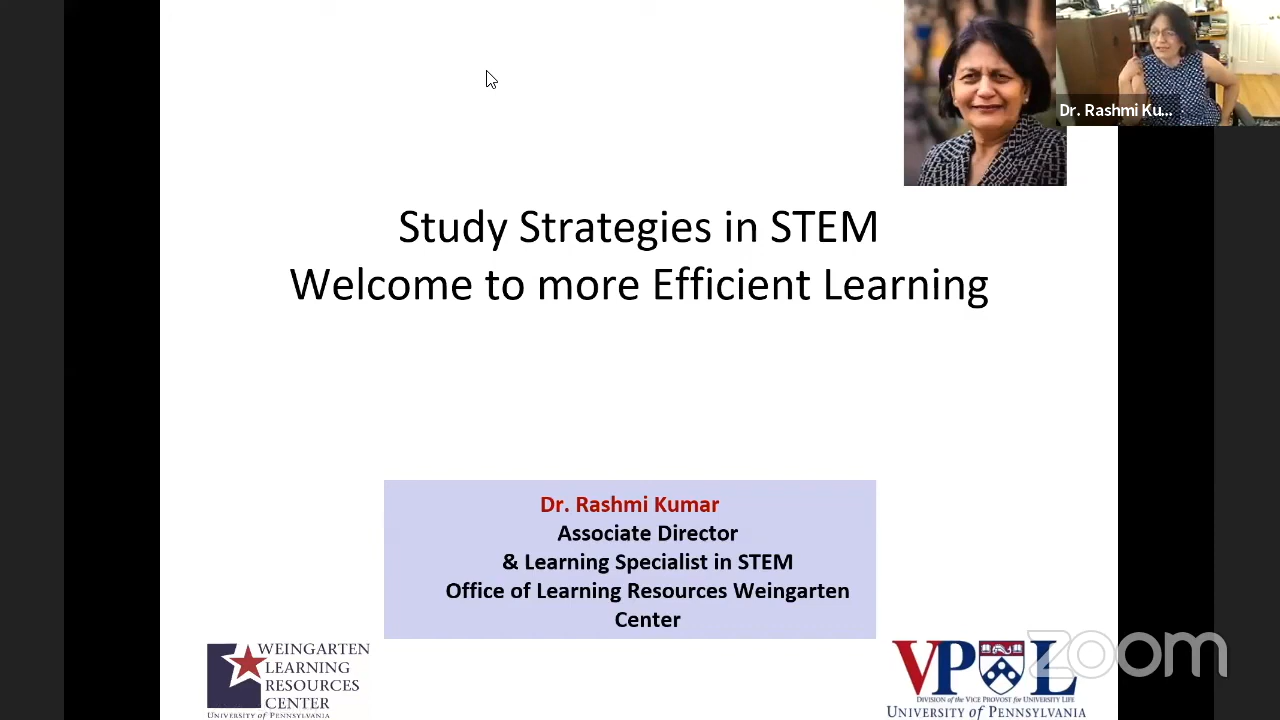 Dr. Rashmi Ku...
Study Strategies in STEM
Welcome to more Efficient Learning
Dr. Rashmi Kumar
Associate Director
& Learning Specialist in STEM
Office of Learning Resources Weingarten
Center
WEINGARTEN
LEARNING
RESOURCES
CENTER
UNIVERSITY of PENNSYLVANIA
VPUL
DIVISION of the VICE PROVOST for UNIVERSITY LIFE
UNIVERSITY of PENNSYLVANIA
zoom